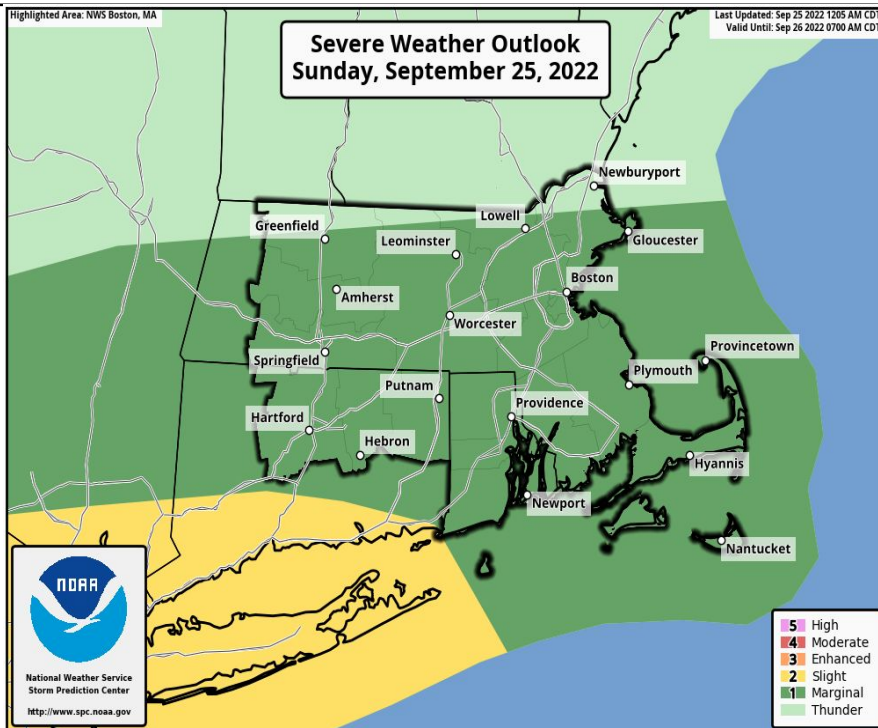 Highlighted Area: NWS Boston, MA
Last Updated: Sep 25 2022 1205 AM CDT
Valid Until: Sep 26 2022 0700 AM CDT
Severe Weather Outlook
Sunday, September 25, 2022
Newburyport
Lowell
Greenfield
Leominster
Gloucester
Boston
Amherst
Worcester
Provincetown
Springfield
Plymouth
Putnam
Providence
Hartford
Hebron
Hyannis
Newport
Nantucket
NOAA
National Weather Service
Storm Prediction Center
http://www.spc.noaa.gov
5 High
4 Moderate
3 Enhanced
2 Slight
1 Marginal
Thunder